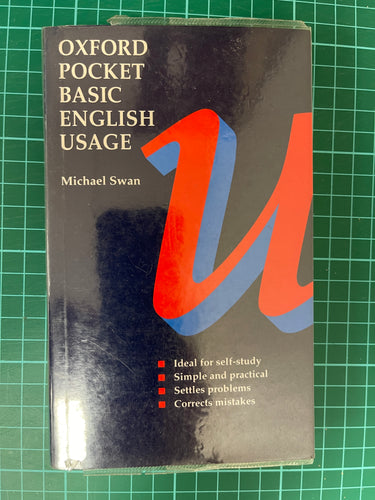 OXFORD
POCKET
BASIC
ENGLISH
USAGE
Michael Swan
u
Ideal for self-study
Simple and practical
Settles problems
Corrects mistakes